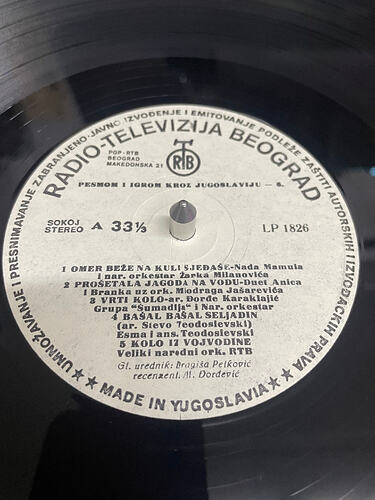 UMNOŽAVANJE I PRESNIMAVANJE ZABRANJENO-JAVNO IZVOĐENJE I EMITOVANJE PODLEŽE ZAŠTITI AUTORSKIH I IZVOĐAČKIH PRAVA
RADIO-TELEVIZIJA BEOGRAD
PGP-RTB
BEOGRAD
MAKEDONSKA 21
RTB
PESMOM I IGROM KROZ JUGOSLAVIJU - 6.
SOKOJ
STEREO A 33⅓ LP 1826
1 OMER BEŽE NA KULI SJEĐAŠE-Nada Mamula
i nar. orkestar Žarka Milanovića
2 PROŠETALA JAGODA NA VODU-Duet Anica
i Branka uz ork. Miodraga Jašarevića
3 VRTI KOLO-ar. Đorđe Karaklajić
Grupa "Šumadija" i Nar. orkestar
4 BAŠAL BAŠAL SELJADIN
(ar. Stevo Teodosievski)
Esma i ans. Teodosievski
5 KOLO IZ VOJVODINE
Veliki narodni ork. RTB
Gl. urednik: Dragiša Petković
recenzent. M. Đorđević
★★ MADE IN YUGOSLAVIA ★★